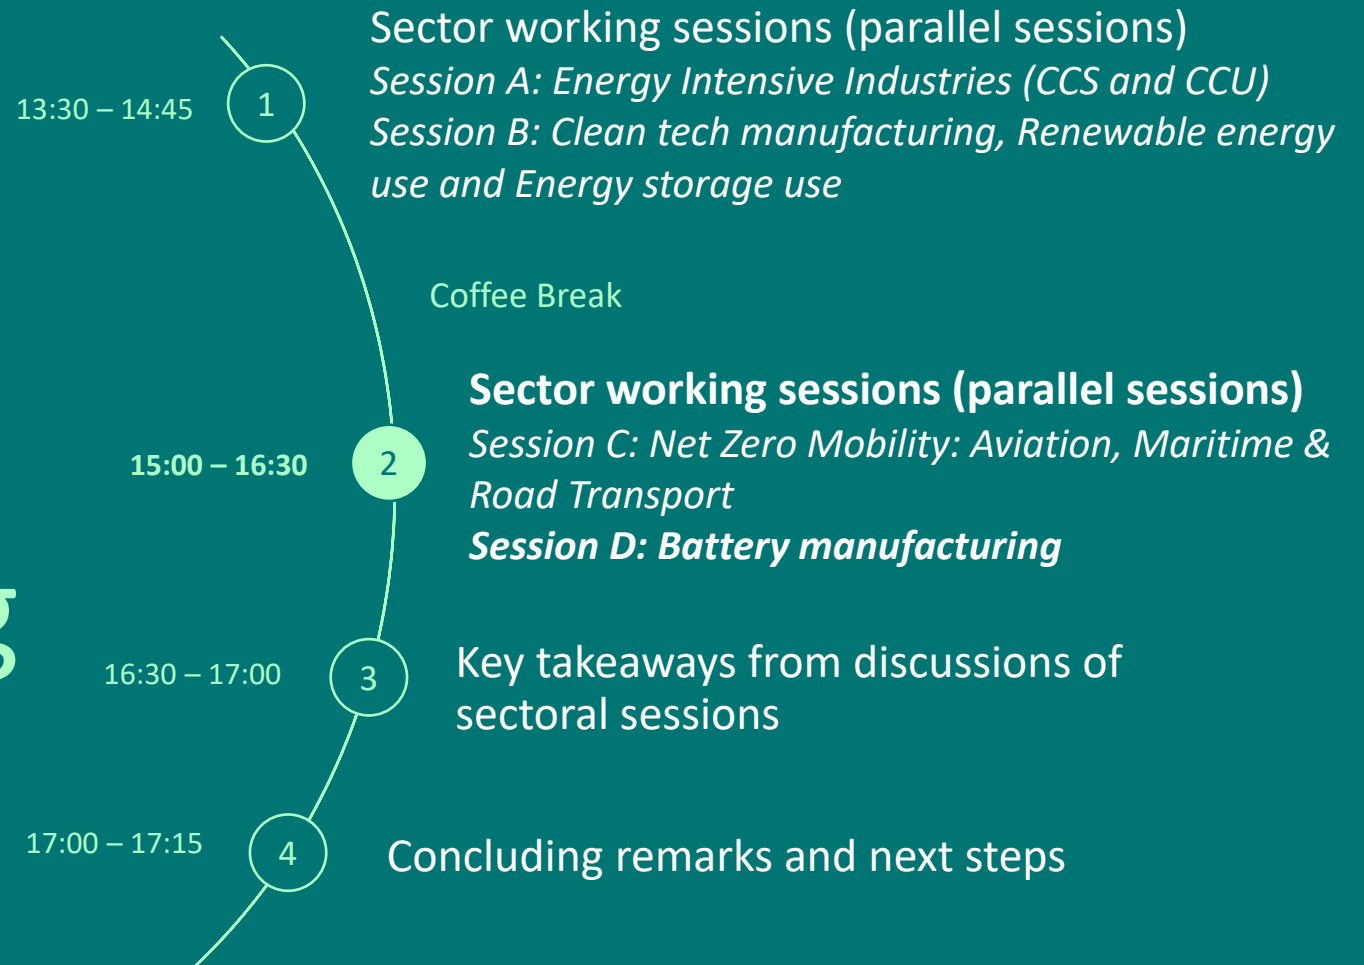 Sector working sessions (parallel sessions)
Session A: Energy Intensive Industries (CCS and CCU)
13:30 – 14:45
1
Session B: Clean tech manufacturing, Renewable energy
use and Energy storage use
Coffee Break
Sector working sessions (parallel sessions)
Session C: Net Zero Mobility: Aviation, Maritime &
15:00 – 16:30
2
Road Transport
Session D: Battery manufacturing
g
16:30 – 17:00
3
Key takeaways from discussions of
sectoral sessions
17:00 – 17:15
4
Concluding remarks and next steps